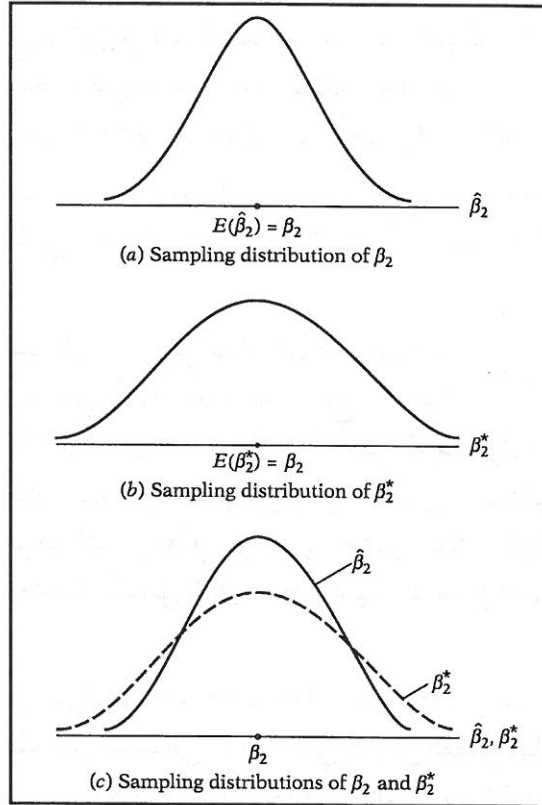 β̂₂
E(β̂₂) = β₂
(a) Sampling distribution of β₂
β₂*
E(β₂*) = β₂
(b) Sampling distribution of β₂*
β̂₂
β₂*
β̂₂, β₂*
β₂
(c) Sampling distributions of β₂ and β₂*